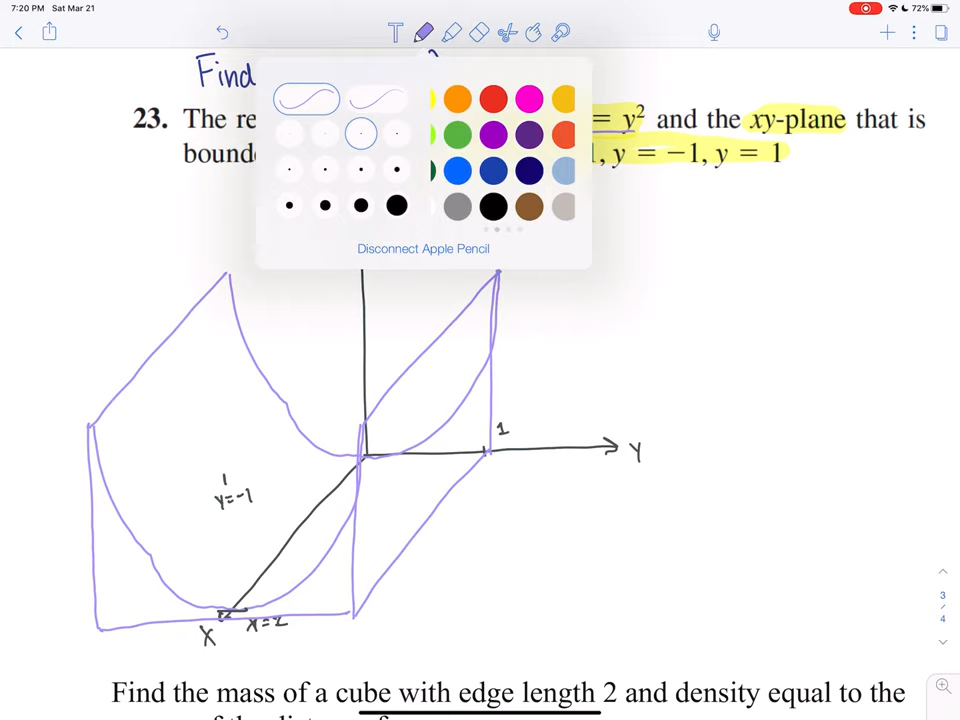 7:20 PM Sat Mar 21
72%
Find
23. The re = y² and the xy-plane that is
bounde 1, y = −1, y = 1
Disconnect Apple Pencil
1
Y
y=-1
X
3
/
4
Find the mass of a cube with edge length 2 and density equal to the